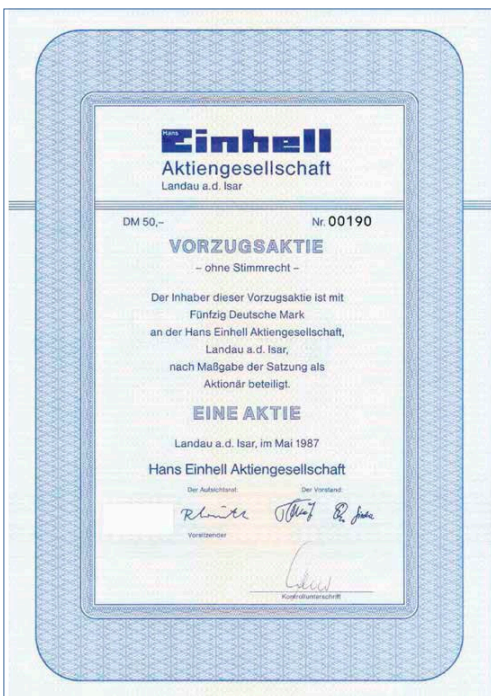 Hans
Einhell
Aktiengesellschaft
Landau a.d. Isar
DM 50,– Nr. 00190
VORZUGSAKTIE
– ohne Stimmrecht –
Der Inhaber dieser Vorzugsaktie ist mit
Fünfzig Deutsche Mark
an der Hans Einhell Aktiengesellschaft,
Landau a.d. Isar,
nach Maßgabe der Satzung als
Aktionär beteiligt.
EINE AKTIE
Landau a.d. Isar, im Mai 1987
Hans Einhell Aktiengesellschaft
Der Aufsichtsrat: Der Vorstand:
Vorsitzender
Kontrollunterschrift